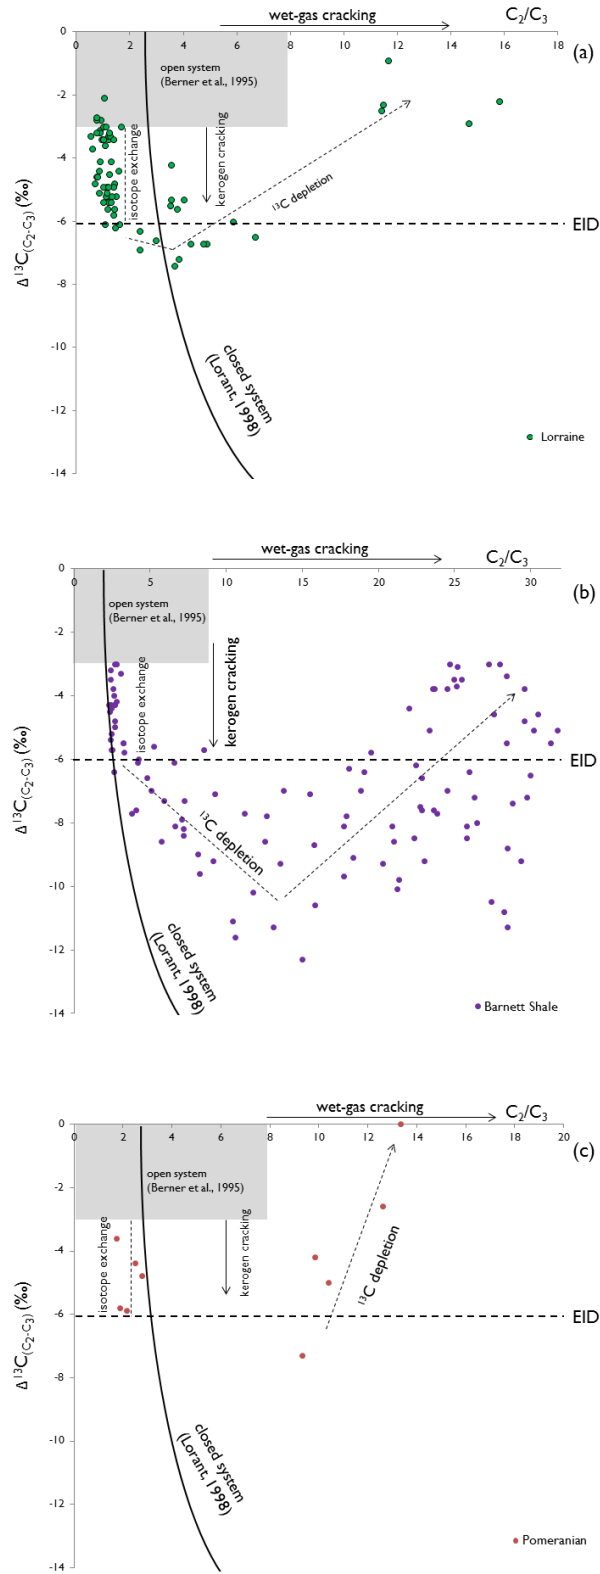 wet-gas cracking C₂/C₃
0 2 4 6 8 10 12 14 16 18
(a)
open system
(Berner et al., 1995)
-2
-4
-6
-8
-10
-12
-14
isotope exchange
kerogen cracking
¹³C depletion
EID
Δ¹³C(C₂-C₃) (‰)
closed system
(Lorant, 1998)
Lorraine
wet-gas cracking C₂/C₃
0 5 10 15 20 25 30
0
(b)
open system
(Berner et al., 1995)
-2
-4
-6
-8
-10
-12
-14
isotope exchange
kerogen cracking
¹³C depletion
EID
Δ¹³C(C₂-C₃) (‰)
closed system
(Lorant, 1998)
Barnett Shale
wet-gas cracking C₂/C₃
0 2 4 6 8 10 12 14 16 18 20
0
(c)
open system
(Berner et al., 1995)
-2
-4
-6
-8
-10
-12
-14
isotope exchange
kerogen cracking
¹³C depletion
EID
Δ¹³C(C₂-C₃) (‰)
closed system
(Lorant, 1998)
Pomeranian